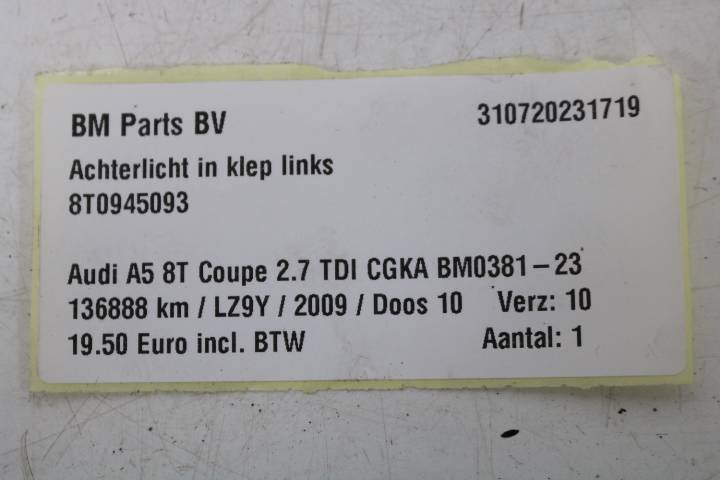 BM Parts BV 310720231719
Achterlicht in klep links
8T0945093
Audi A5 8T Coupe 2.7 TDI CGKA BM0381-23
136888 km / LZ9Y / 2009 / Doos 10 Verz: 10
19.50 Euro incl. BTW Aantal: 1